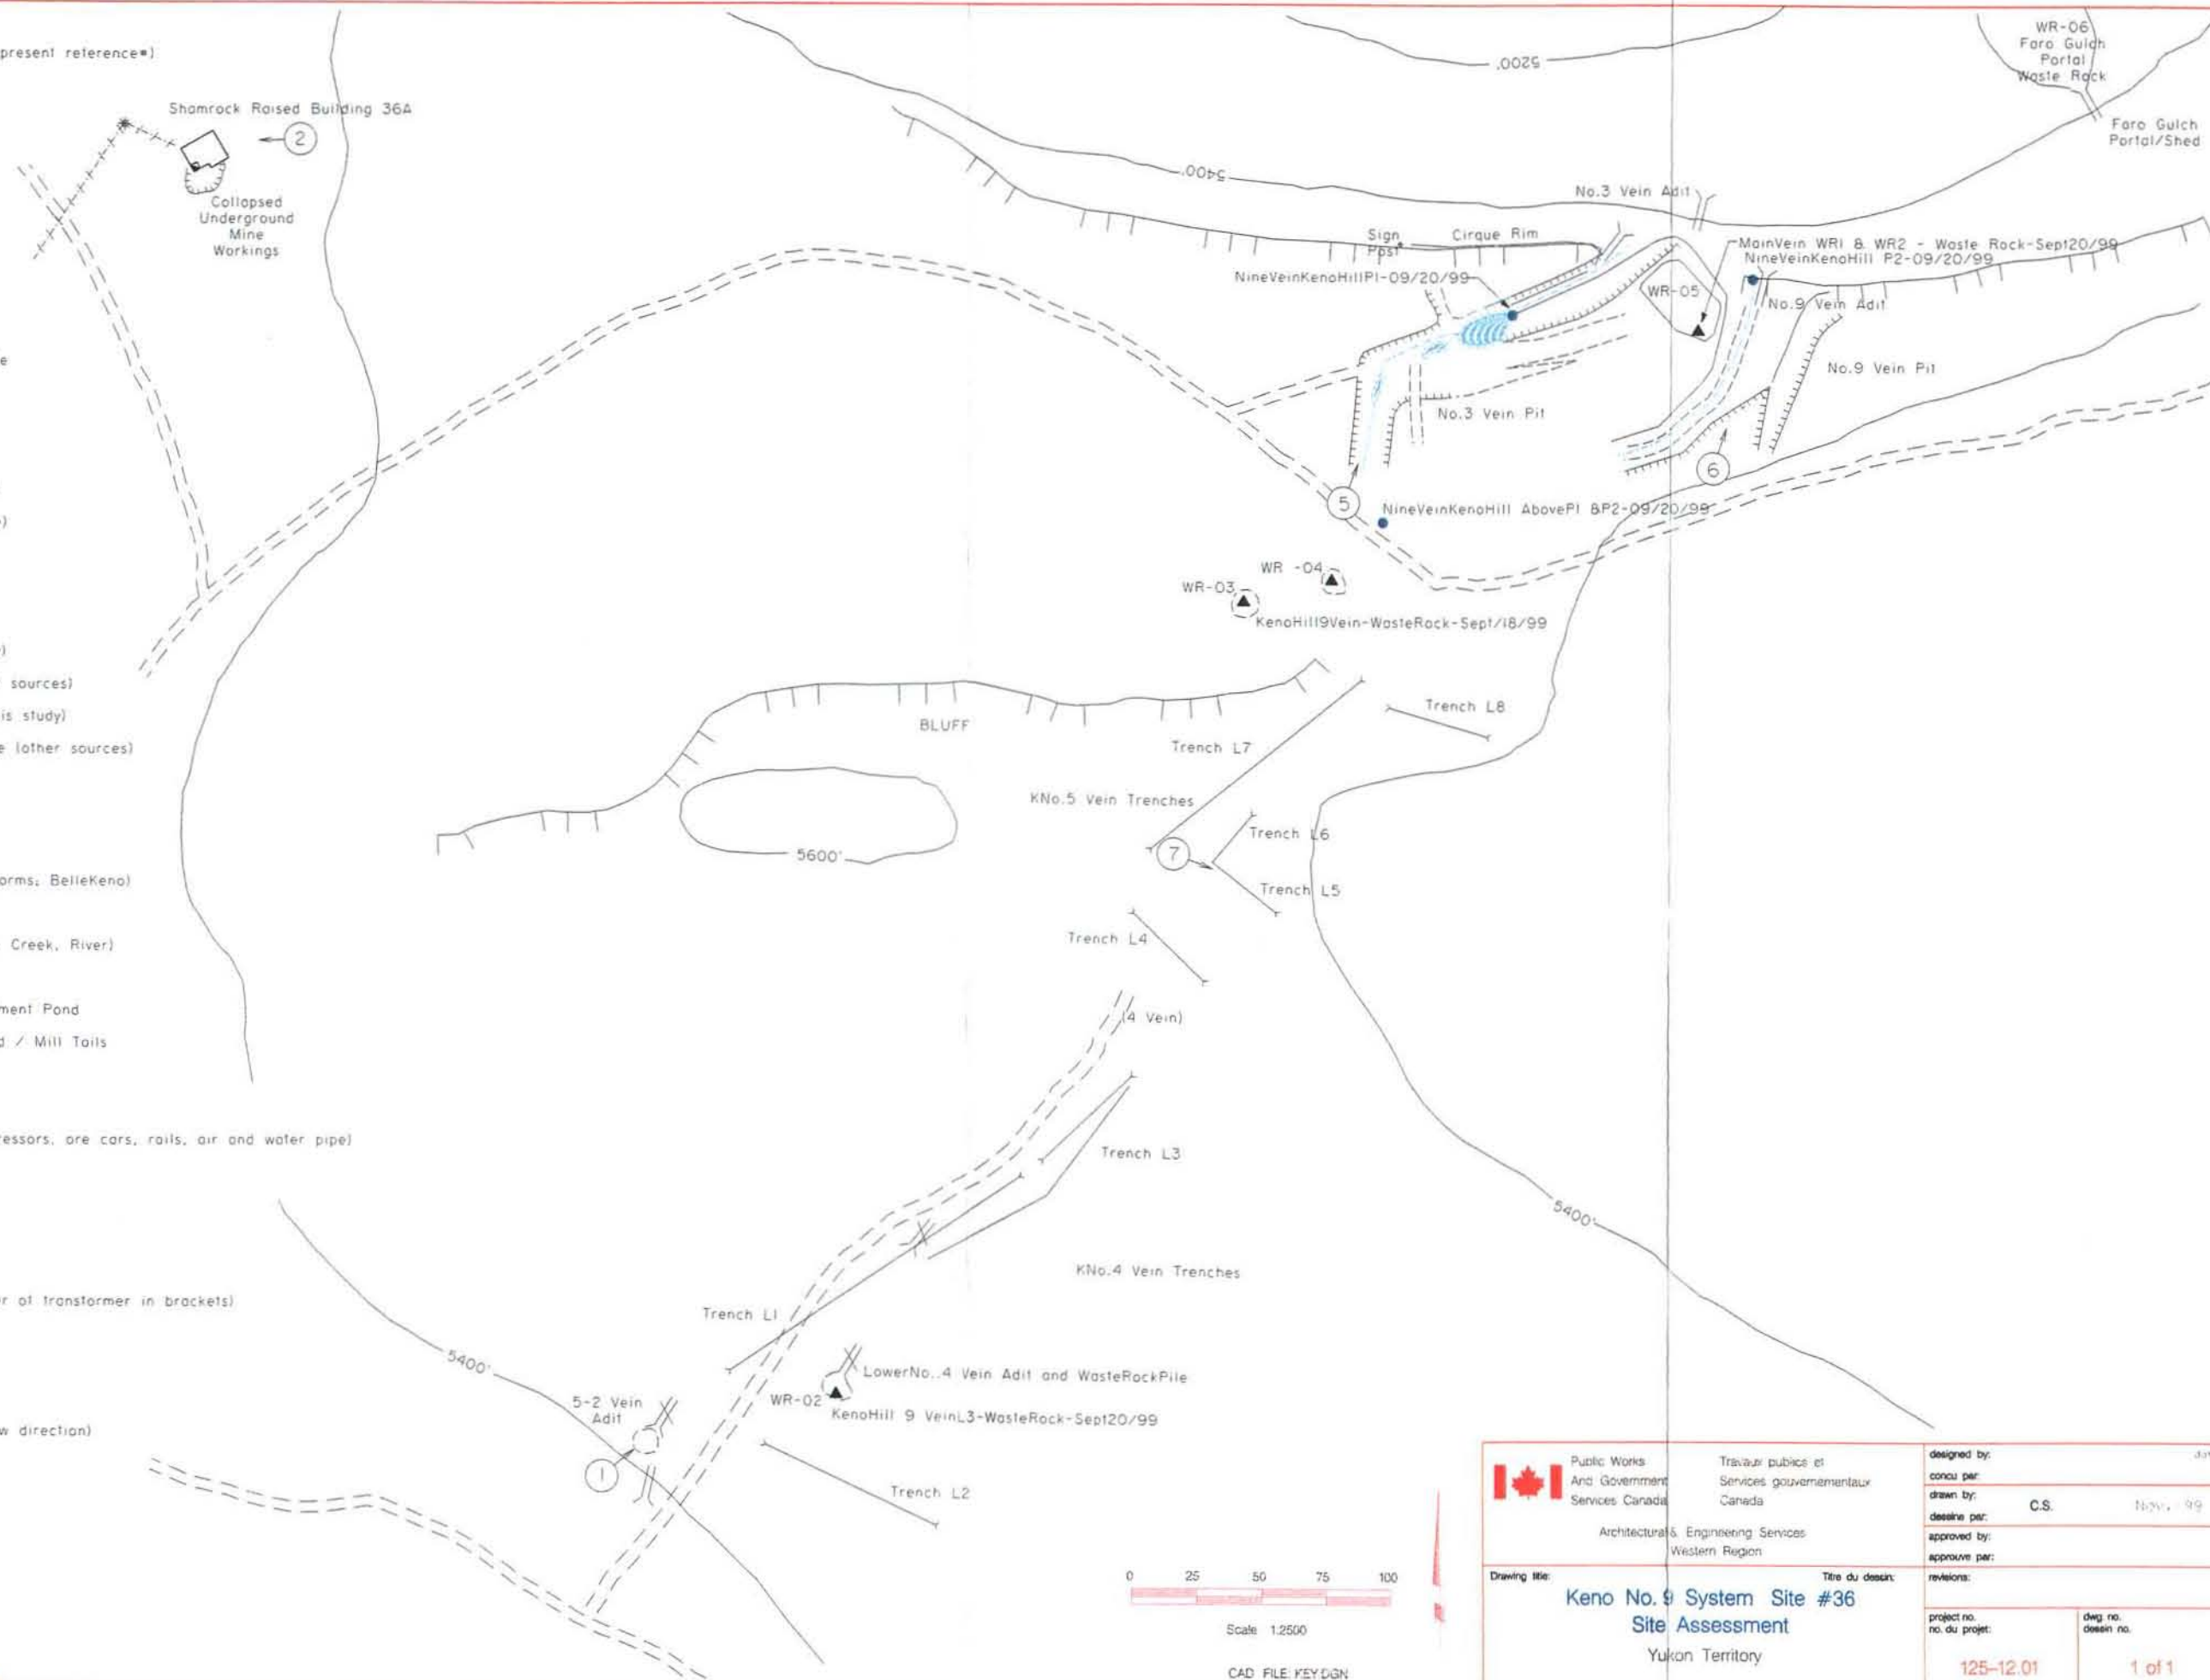 present reference#)
Shamrock Raised Building 36A
2
Collapsed
Underground
Mine
Workings
WR-06
Faro Gulch
Portal
Waste Rock
Faro Gulch
Portal/Shed
5200'
5400'
No.3 Vein Adit
Sign
Post
Cirque Rim
MainVein WR1 & WR2 - Waste Rock-Sept20/99
NineVeinKenoHill P2-09/20/99
NineVeinKenoHillP1-09/20/99
WR-05
No.9 Vein Adit
No.9 Vein Pit
No.3 Vein Pit
e
6
5
NineVeinKenoHill AboveP1 &P2-09/20/99
)
WR -04
WR-03
KenoHill9Vein-WasteRock-Sept/18/99
)
sources)
is study)
e (other sources)
BLUFF
Trench L8
Trench L7
KNo.5 Vein Trenches
Trench L6
5600'
7
Trench L5
orms; BelleKeno)
Trench L4
Creek, River)
ment Pond
(4 Vein)
d / Mill Tails
ressors, ore cars, rails, air and water pipe)
Trench L3
5400'
KNo.4 Vein Trenches
r of transformer in brackets)
Trench L1
5400'
LowerNo..4 Vein Adit and WasteRockPile
5-2 Vein
Adit
WR-02
KenoHill 9 VeinL3-WasteRock-Sept20/99
w direction)
1
Trench L2
0 25 50 75 100
Scale 1:2500
CAD FILE: KEY.DGN
Public Works
And Government
Services Canada
Travaux publics et
Services gouvernementaux
Canada
Architectural & Engineering Services
Western Region
designed by:
concu par:
drawn by:
dessine par:
C.S.
Nov., 99
approved by:
approuve par:
Drawing title:
Titre du dessin:
Keno No. 9 System Site #36
Site Assessment
Yukon Territory
revisions:
project no.
no. du projet:
125-12.01
dwg. no.
dessin no.
1 of 1